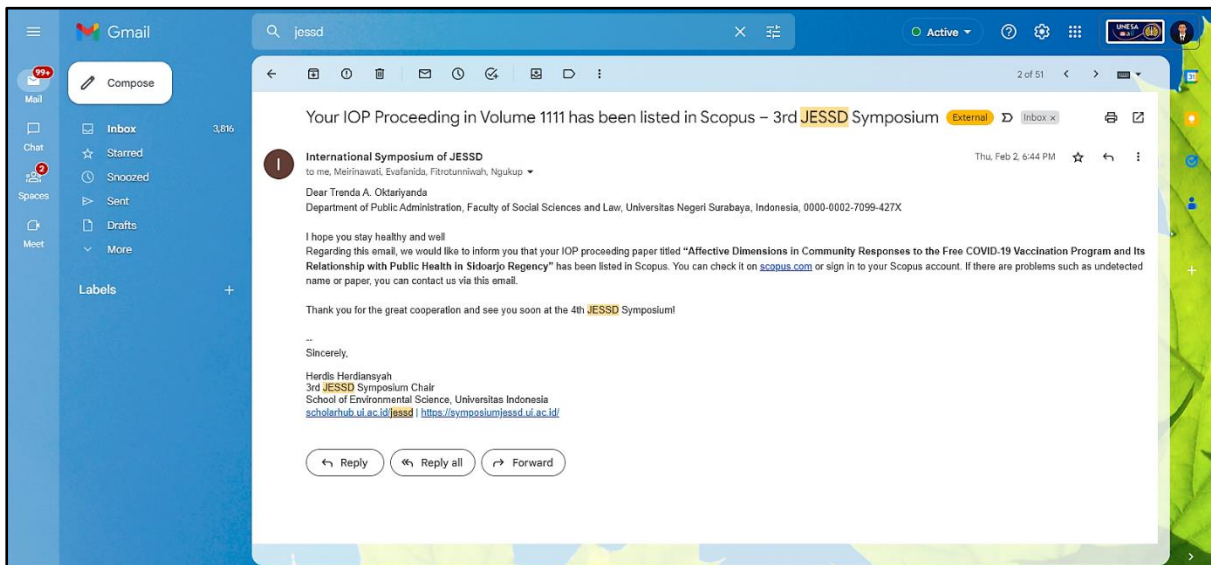 Gmail
jessd
Active
UNESA
99+
Mail
Compose
2 of 51
31
Chat
Inbox 3,816
Your IOP Proceeding in Volume 1111 has been listed in Scopus – 3rd JESSD Symposium External Inbox ×
Starred
2
Spaces
Snoozed
International Symposium of JESSD Thu, Feb 2, 6:44 PM
to me, Meirinawati, Evafanida, Fitrotunniwah, Ngukup
Sent
Dear Trenda A. Oktariyanda
Department of Public Administration, Faculty of Social Sciences and Law, Universitas Negeri Surabaya, Indonesia, 0000-0002-7099-427X
Meet
Drafts
More
I hope you stay healthy and well
Regarding this email, we would like to inform you that your IOP proceeding paper titled “Affective Dimensions in Community Responses to the Free COVID-19 Vaccination Program and Its
Relationship with Public Health in Sidoarjo Regency” has been listed in Scopus. You can check it on scopus.com or sign in to your Scopus account. If there are problems such as undetected
name or paper, you can contact us via this email.
Labels +
Thank you for the great cooperation and see you soon at the 4th JESSD Symposium!
--
Sincerely,
Herdis Herdiansyah
3rd JESSD Symposium Chair
School of Environmental Science, Universitas Indonesia
scholarhub.ui.ac.id/jessd | https://symposiumjessd.ui.ac.id/
Reply Reply all Forward